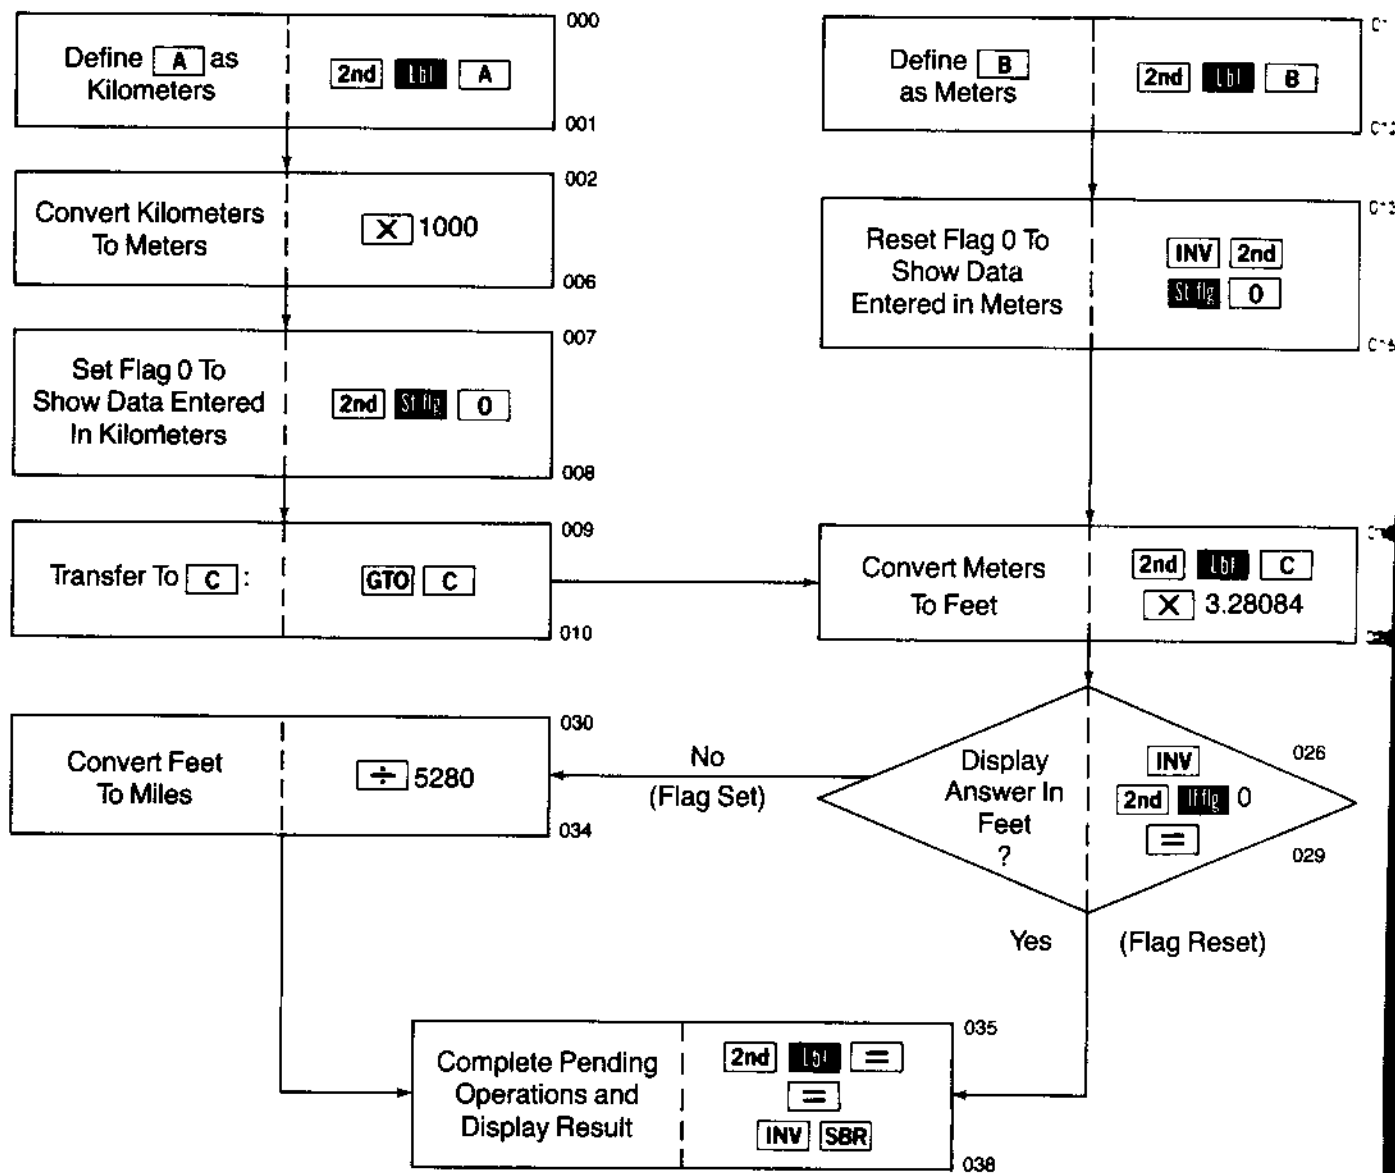 000
Define A as
Kilometers
2nd Lbl A
001
002
Convert Kilometers
To Meters
X 1000
006
007
Set Flag 0 To
Show Data Entered
In Kilometers
2nd St flg 0
008
009
Transfer To C :
GTO C
010
Define B
as Meters
2nd Lbl B
Reset Flag 0 To
Show Data
Entered in Meters
INV 2nd
St flg 0
Convert Meters
To Feet
2nd Lbl C
X 3.28084
Display
Answer In
Feet
?
INV
2nd If flg 0
=
026
029
No
(Flag Set)
030
Convert Feet
To Miles
÷ 5280
034
Yes
(Flag Reset)
035
Complete Pending
Operations and
Display Result
2nd Lbl =
=
INV SBR
038